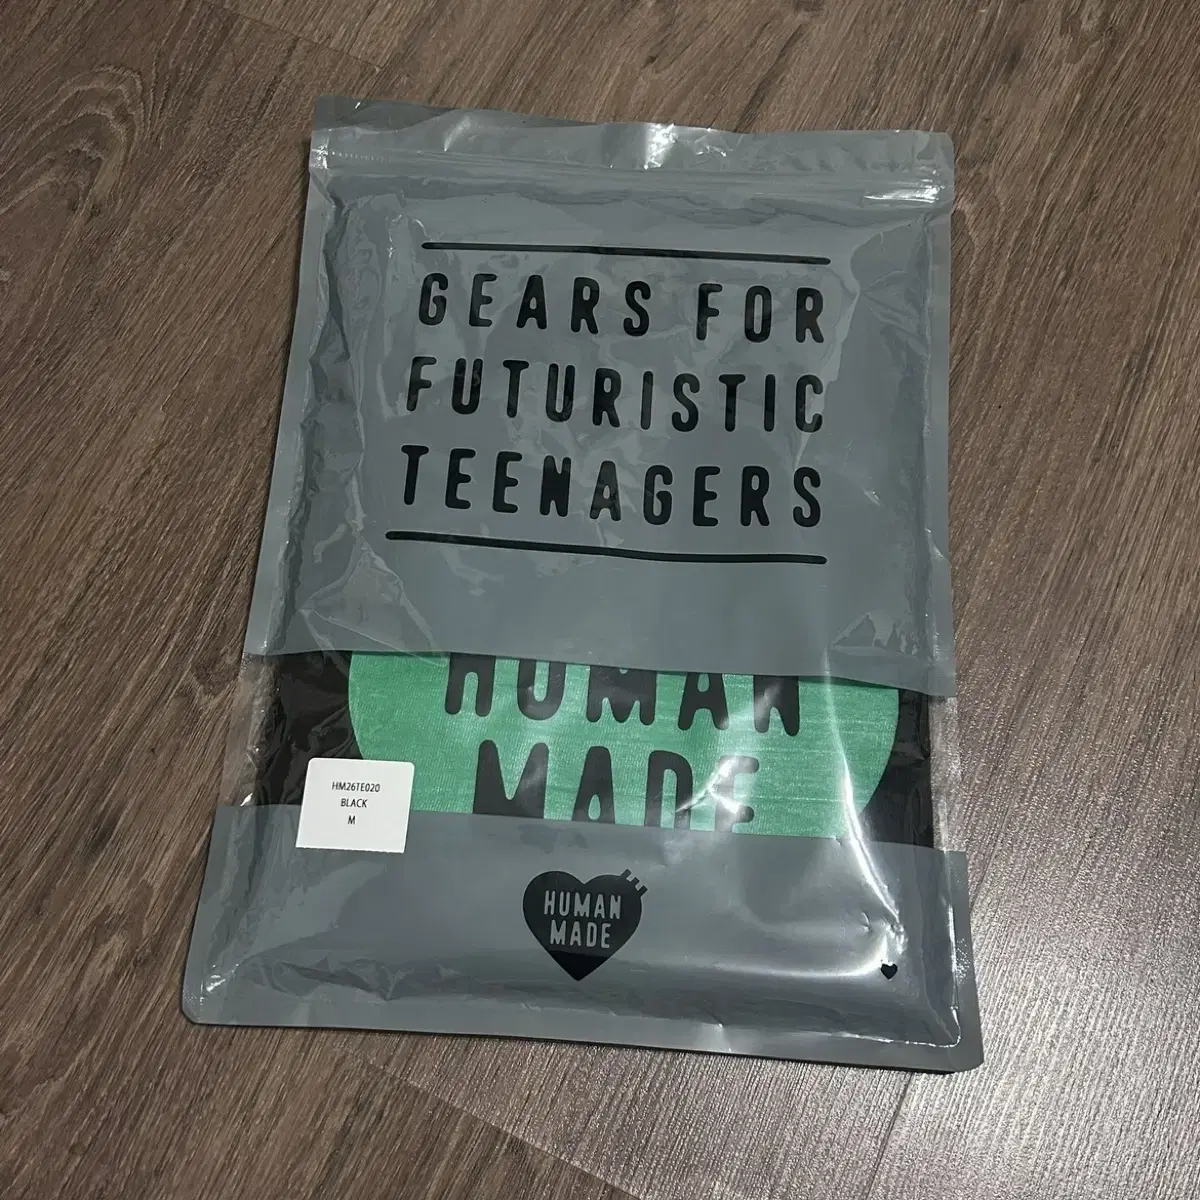 GEARS FOR
FUTURISTIC
TEENAGERS
HUMAN
MADE
HM26TE020
BLACK
M
HUMAN
MADE